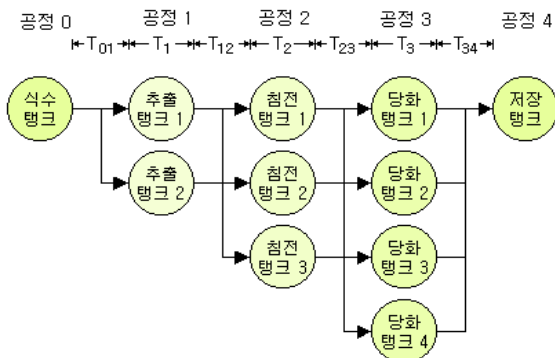 공정 0 공정 1 공정 2 공정 3 공정 4
T01 T1 T12 T2 T23 T3 T34
식수 탱크
추출 탱크 1
침전 탱크 1
당화 탱크 1
저장 탱크
추출 탱크 2
침전 탱크 2
당화 탱크 2
침전 탱크 3
당화 탱크 3
당화 탱크 4